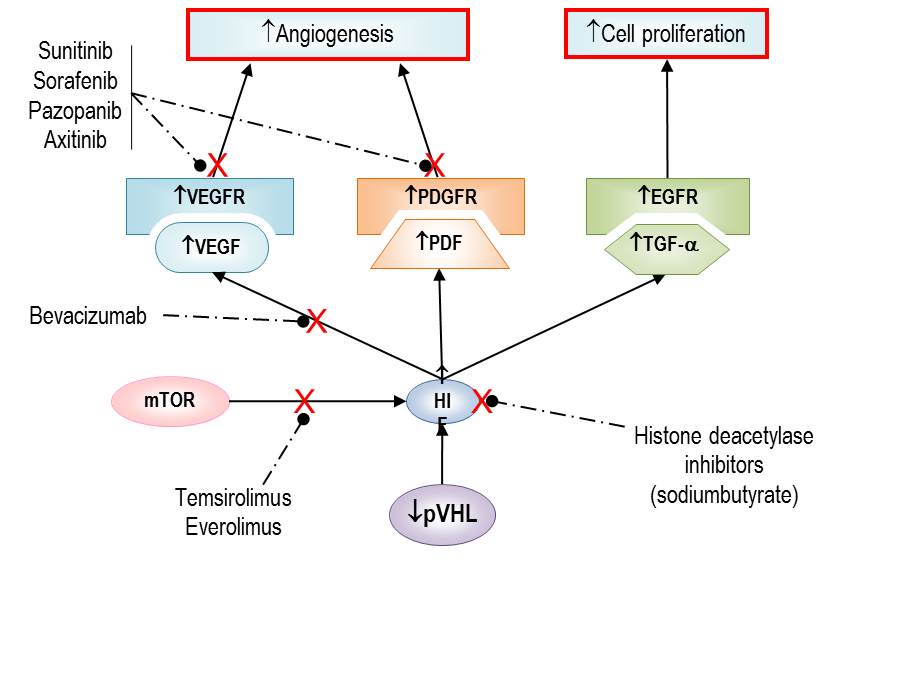 ↑Angiogenesis
↑Cell proliferation
Sunitinib
Sorafenib
Pazopanib
Axitinib
X
X
↑VEGFR
↑PDGFR
↑EGFR
↑VEGF
↑PDF
↑TGF-α
Bevacizumab
X
mTOR
X
↑
HI
F
X
Histone deacetylase
inhibitors
(sodiumbutyrate)
Temsirolimus
Everolimus
↓pVHL